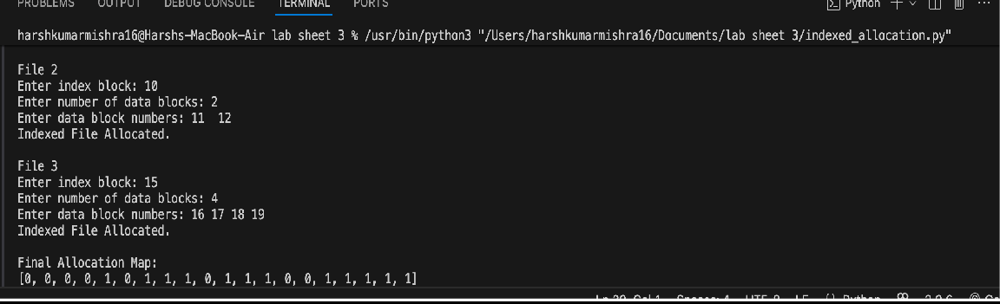 PROBLEMS OUTPUT DEBUG CONSOLE TERMINAL PORTS Python
harshkumarmishra16@Harshs-MacBook-Air lab sheet 3 % /usr/bin/python3 "/Users/harshkumarmishra16/Documents/lab sheet 3/indexed_allocation.py"
File 2
Enter index block: 10
Enter number of data blocks: 2
Enter data block numbers: 11  12
Indexed File Allocated.
File 3
Enter index block: 15
Enter number of data blocks: 4
Enter data block numbers: 16 17 18 19
Indexed File Allocated.
Final Allocation Map:
[0, 0, 0, 0, 1, 0, 1, 1, 1, 0, 1, 1, 1, 0, 0, 1, 1, 1, 1, 1]